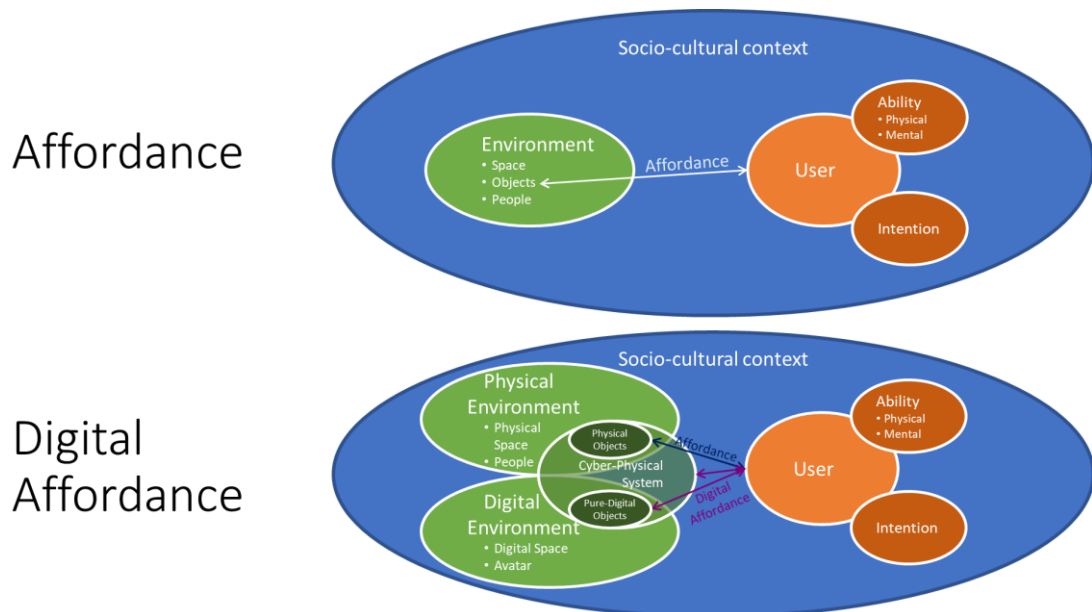 Affordance
Socio-cultural context
Environment
• Space
• Objects
• People
Affordance
User
Ability
• Physical
• Mental
Intention
Digital
Affordance
Socio-cultural context
Physical
Environment
• Physical
Space
• People
Physical
Objects
Cyber-Physical
System
Pure-Digital
Objects
Digital
Environment
• Digital Space
• Avatar
Affordance
Digital
Affordance
User
Ability
• Physical
• Mental
Intention